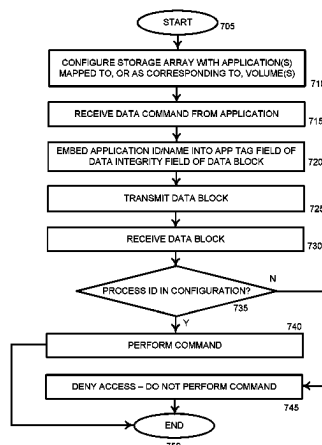 START
705
CONFIGURE STORAGE ARRAY WITH APPLICATION(S)
MAPPED TO, OR AS CORRESPONDING TO, VOLUME(S)
710
RECEIVE DATA COMMAND FROM APPLICATION
715
EMBED APPLICATION ID/NAME INTO APP TAG FIELD OF
DATA INTEGRITY FIELD OF DATA BLOCK
720
TRANSMIT DATA BLOCK
725
RECEIVE DATA BLOCK
730
PROCESS ID IN CONFIGURATION?
N
735
Y
740
PERFORM COMMAND
DENY ACCESS – DO NOT PERFORM COMMAND
745
END
750